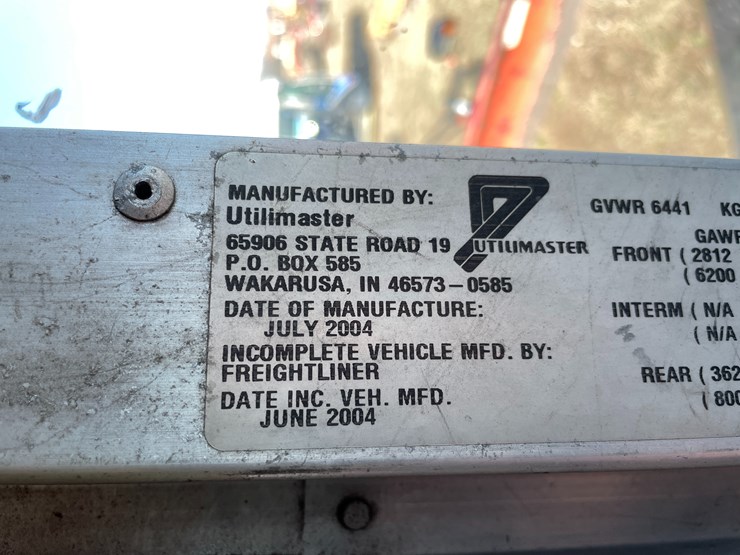 MANUFACTURED BY:
Utilimaster
65906 STATE ROAD 19
P.O. BOX 585
WAKARUSA, IN 46573-0585
DATE OF MANUFACTURE:
JULY 2004
INCOMPLETE VEHICLE MFD. BY:
FREIGHTLINER
DATE INC. VEH. MFD.
JUNE 2004
UTILIMASTER
GVWR 6441 KG
GAWR
FRONT ( 2812
( 6200
INTERM ( N/A
( N/A
REAR ( 362
( 800